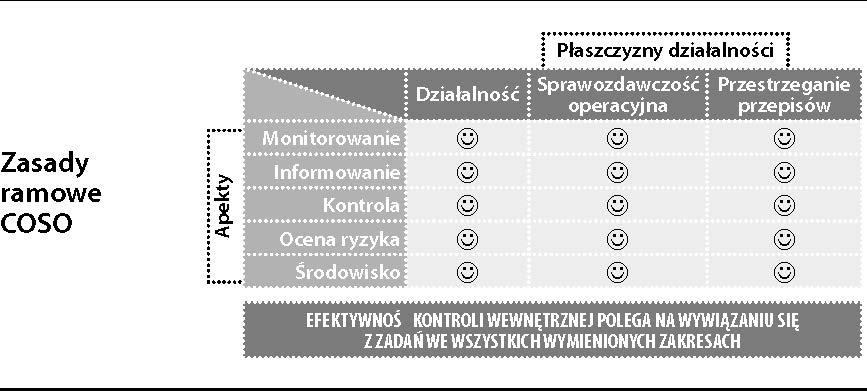 Płaszczyzny działalności
Działalność
Sprawozdawczość
operacyjna
Przestrzeganie
przepisów
Zasady
ramowe
COSO
Apekty
Monitorowanie
Informowanie
Kontrola
Ocena ryzyka
Środowisko
EFEKTYWNOŚ KONTROLI WEWNĘTRZNEJ POLEGA NA WYWIĄZANIU SIĘ
Z ZADAŃ WE WSZYSTKICH WYMIENIONYCH ZAKRESACH